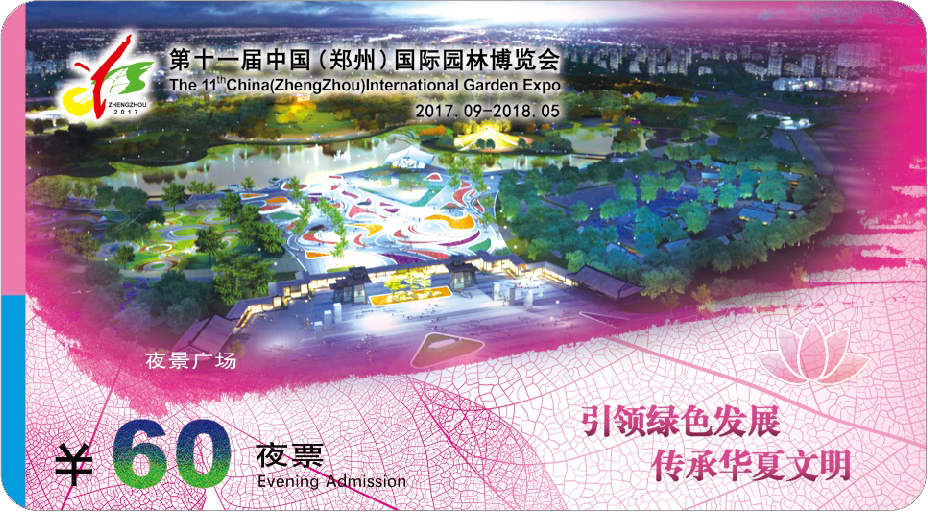 第十一届中国（郑州）国际园林博览会
The 11thChina(ZhengZhou)International Garden Expo
2017.09-2018.05
ZHENGZHOU
2017
夜景广场
¥60 夜票
Evening Admission
引领绿色发展
传承华夏文明